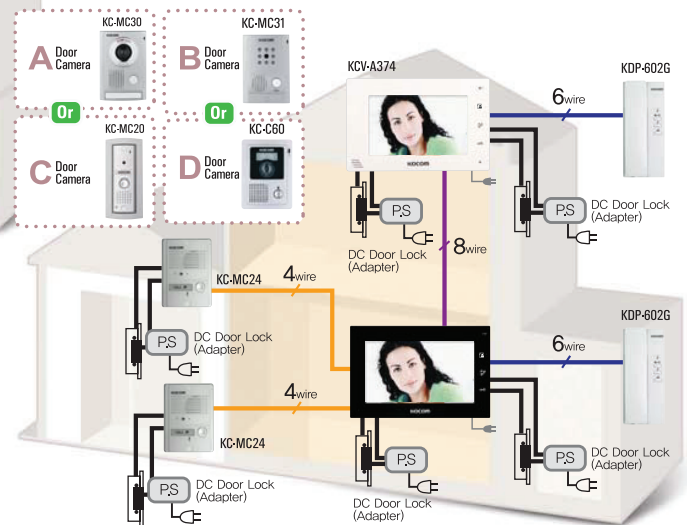 KC-MC30
A Door
Camera
KC-MC31
B Door
Camera
Or
Or
KC-MC20
C Door
Camera
KC-C60
D Door
Camera
KCV-A374
KOCOM
6wire
KDP-602G
P.S
DC Door Lock
(Adapter)
P.S
DC Door Lock
(Adapter)
8wire
KOCOM
KC-MC24
4wire
P.S
DC Door Lock
(Adapter)
KOCOM
6wire
KDP-602G
KC-MC24
4wire
P.S
DC Door Lock
(Adapter)
P.S
DC Door Lock
(Adapter)
P.S
DC Door Lock
(Adapter)